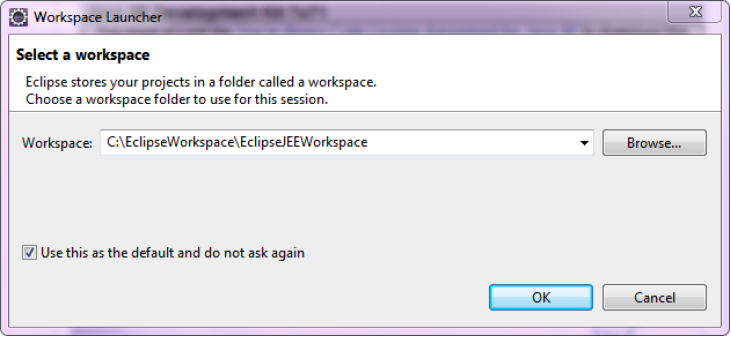 Workspace Launcher
Select a workspace
Eclipse stores your projects in a folder called a workspace.
Choose a workspace folder to use for this session.
Workspace: C:\EclipseWorkspace\EclipseJEEWorkspace Browse...
Use this as the default and do not ask again
OK Cancel